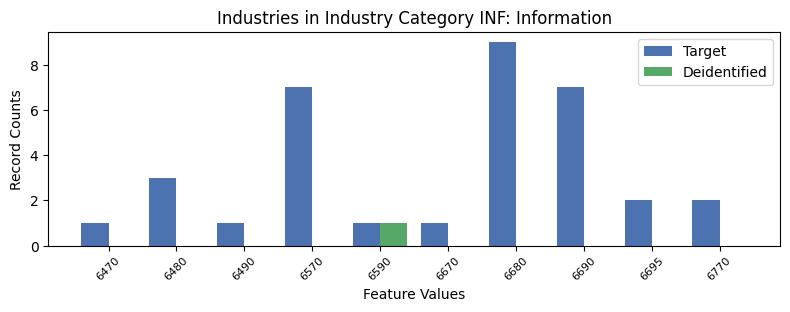 Industries in Industry Category INF: Information
Target
Deidentified
Record Counts
8
6
4
2
0
6470 6480 6490 6570 6590 6670 6680 6690 6695 6770
Feature Values